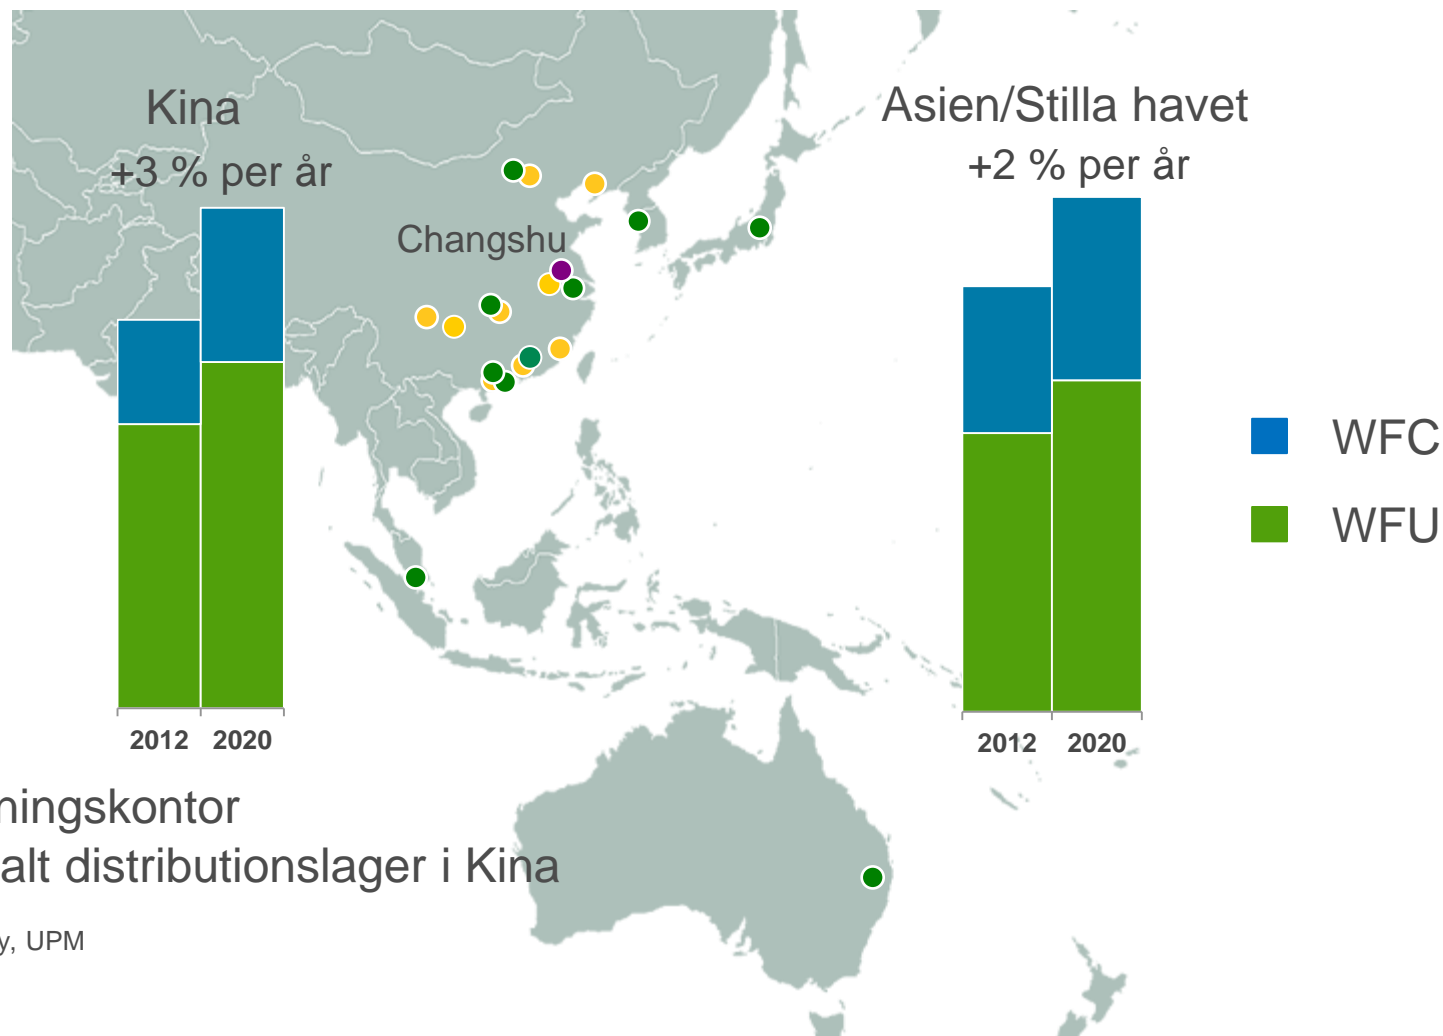 Kina
+3 % per år
Asien/Stilla havet
+2 % per år
Changshu
WFC
WFU
2012 2020
2012 2020
ningskontor
alt distributionslager i Kina
y, UPM